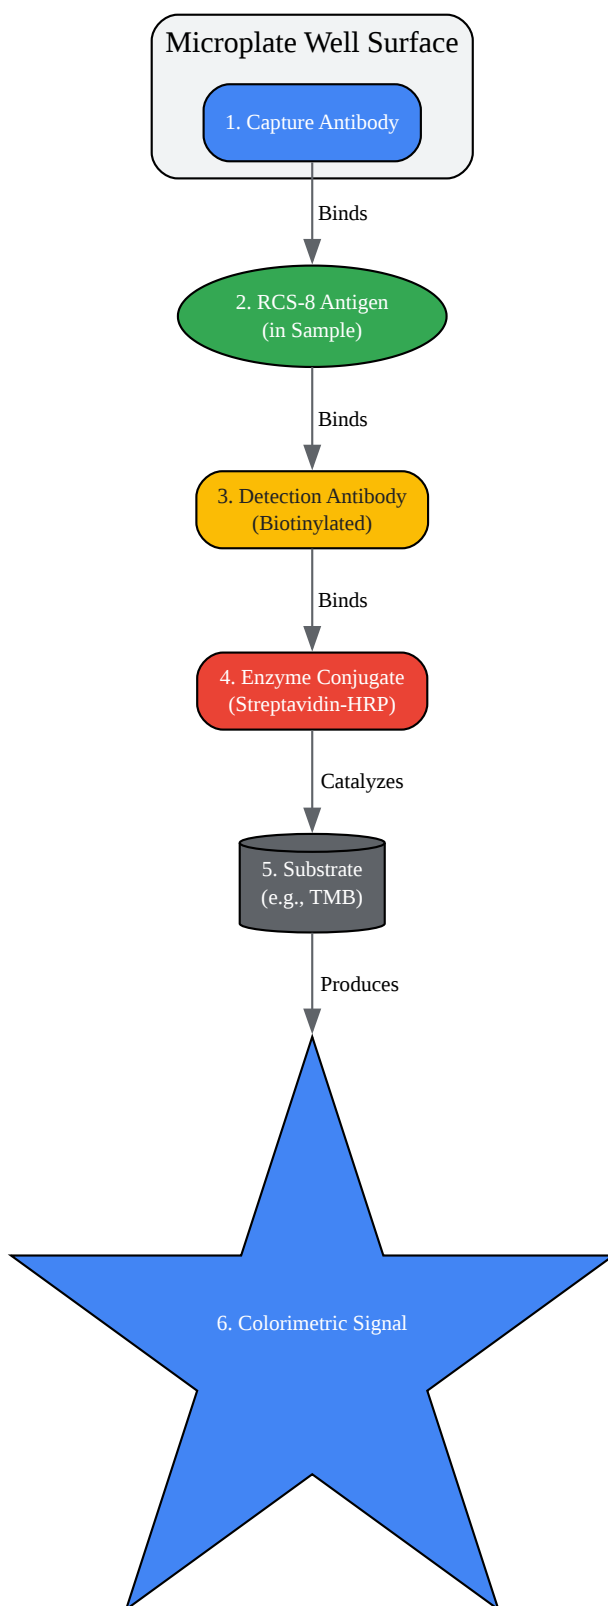 Microplate Well Surface
1. Capture Antibody
Binds
2. RCS-8 Antigen
(in Sample)
Binds
3. Detection Antibody
(Biotinylated)
Binds
4. Enzyme Conjugate
(Streptavidin-HRP)
Catalyzes
5. Substrate
(e.g., TMB)
Produces
6. Colorimetric Signal